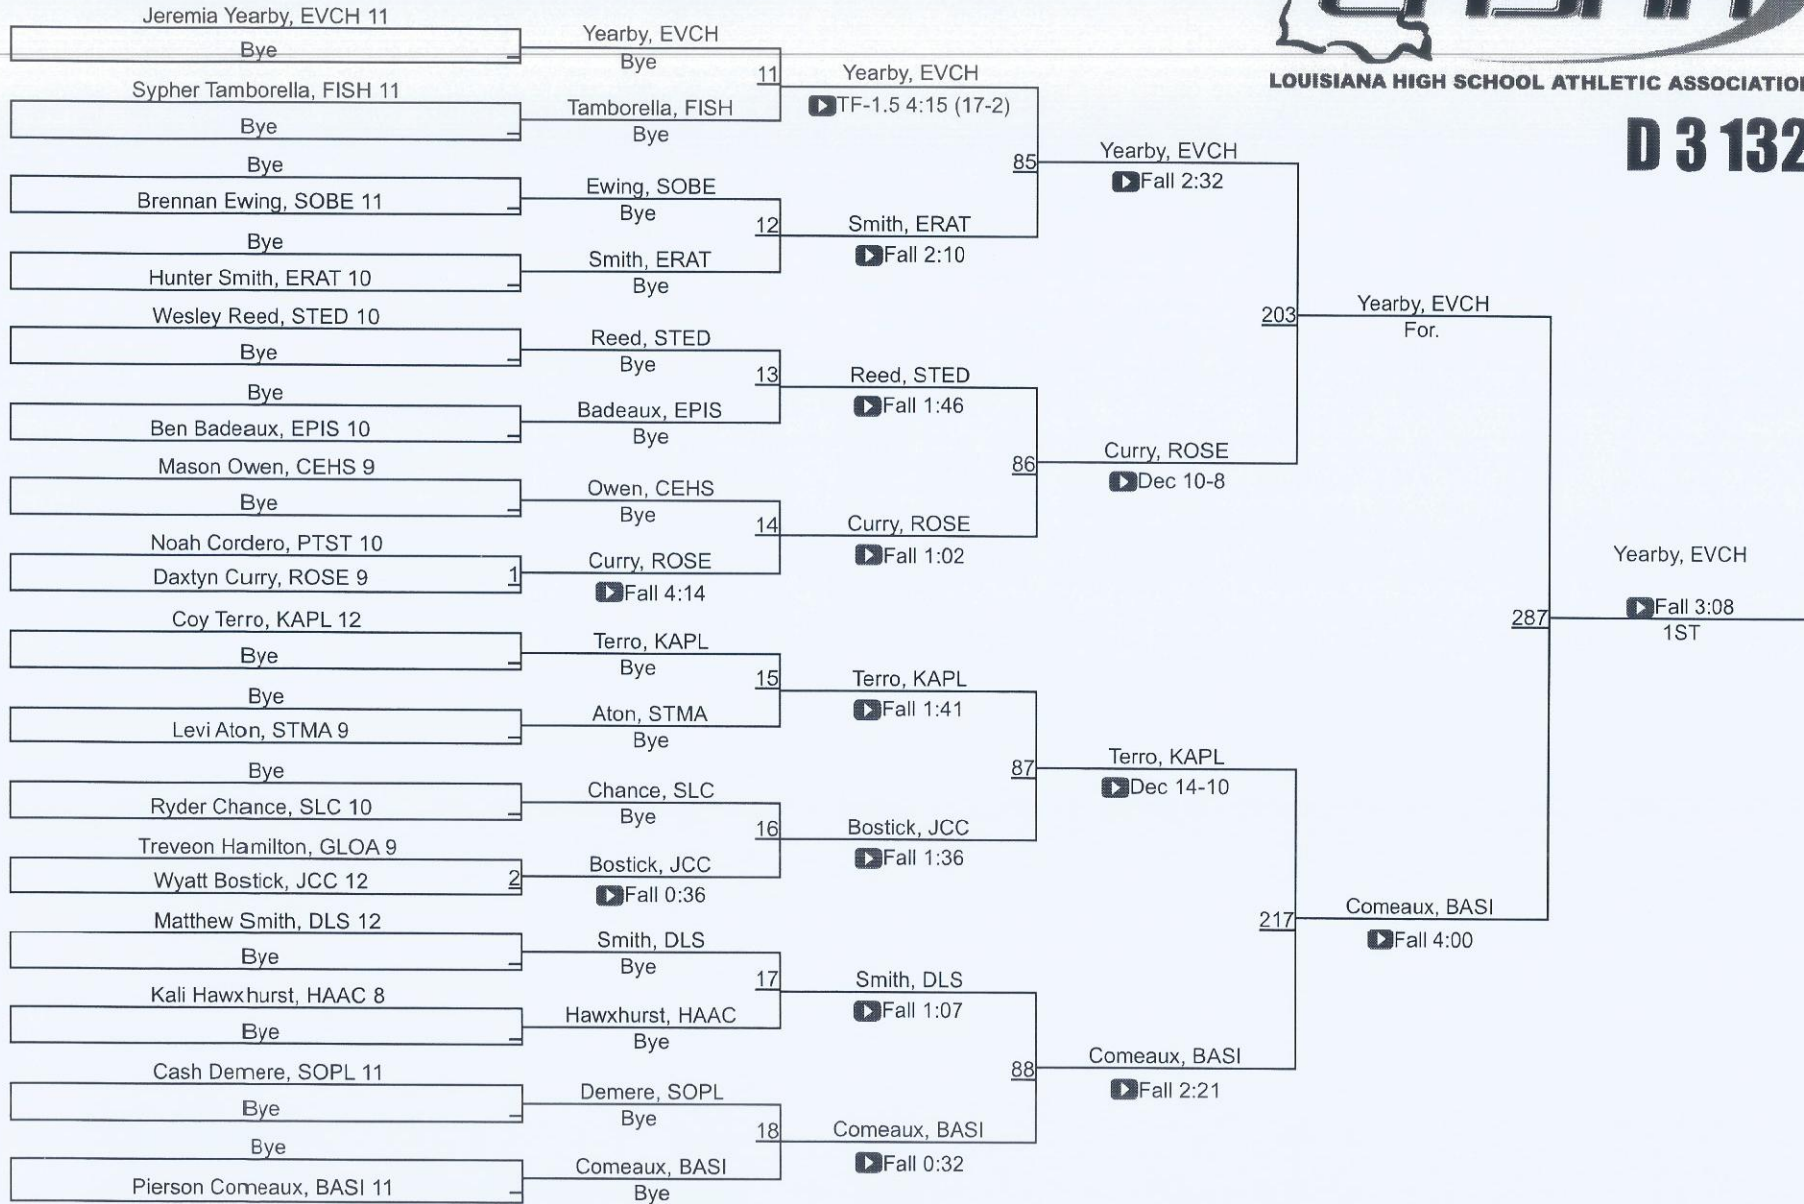 LOUISIANA HIGH SCHOOL ATHLETIC ASSOCIATION
D 3 132
Jeremia Yearby, EVCH 11
Bye
Sypher Tamborella, FISH 11
Bye
Bye
Brennan Ewing, SOBE 11
Bye
Hunter Smith, ERAT 10
Wesley Reed, STED 10
Bye
Bye
Ben Badeaux, EPIS 10
Mason Owen, CEHS 9
Bye
Noah Cordero, PTST 10
Daxtyn Curry, ROSE 9
1
Coy Terro, KAPL 12
Bye
Bye
Levi Aton, STMA 9
Bye
Ryder Chance, SLC 10
Treveon Hamilton, GLOA 9
Wyatt Bostick, JCC 12
2
Matthew Smith, DLS 12
Bye
Kali Hawxhurst, HAAC 8
Bye
Cash Demere, SOPL 11
Bye
Bye
Pierson Comeaux, BASI 11
Yearby, EVCH
Bye
11
Tamborella, FISH
Bye
Ewing, SOBE
Bye
12
Smith, ERAT
Bye
Reed, STED
Bye
13
Badeaux, EPIS
Bye
Owen, CEHS
Bye
14
Curry, ROSE
Fall 4:14
Terro, KAPL
Bye
15
Aton, STMA
Bye
Chance, SLC
Bye
16
Bostick, JCC
Fall 0:36
Smith, DLS
Bye
17
Hawxhurst, HAAC
Bye
Demere, SOPL
Bye
18
Comeaux, BASI
Bye
Yearby, EVCH
TF-1.5 4:15 (17-2)
85
Smith, ERAT
Fall 2:10
Reed, STED
Fall 1:46
86
Curry, ROSE
Fall 1:02
Terro, KAPL
Fall 1:41
87
Bostick, JCC
Fall 1:36
Smith, DLS
Fall 1:07
88
Comeaux, BASI
Fall 0:32
Yearby, EVCH
Fall 2:32
203
Curry, ROSE
Dec 10-8
Terro, KAPL
Dec 14-10
217
Comeaux, BASI
Fall 2:21
Yearby, EVCH
For.
287
Comeaux, BASI
Fall 4:00
Yearby, EVCH
Fall 3:08
1ST